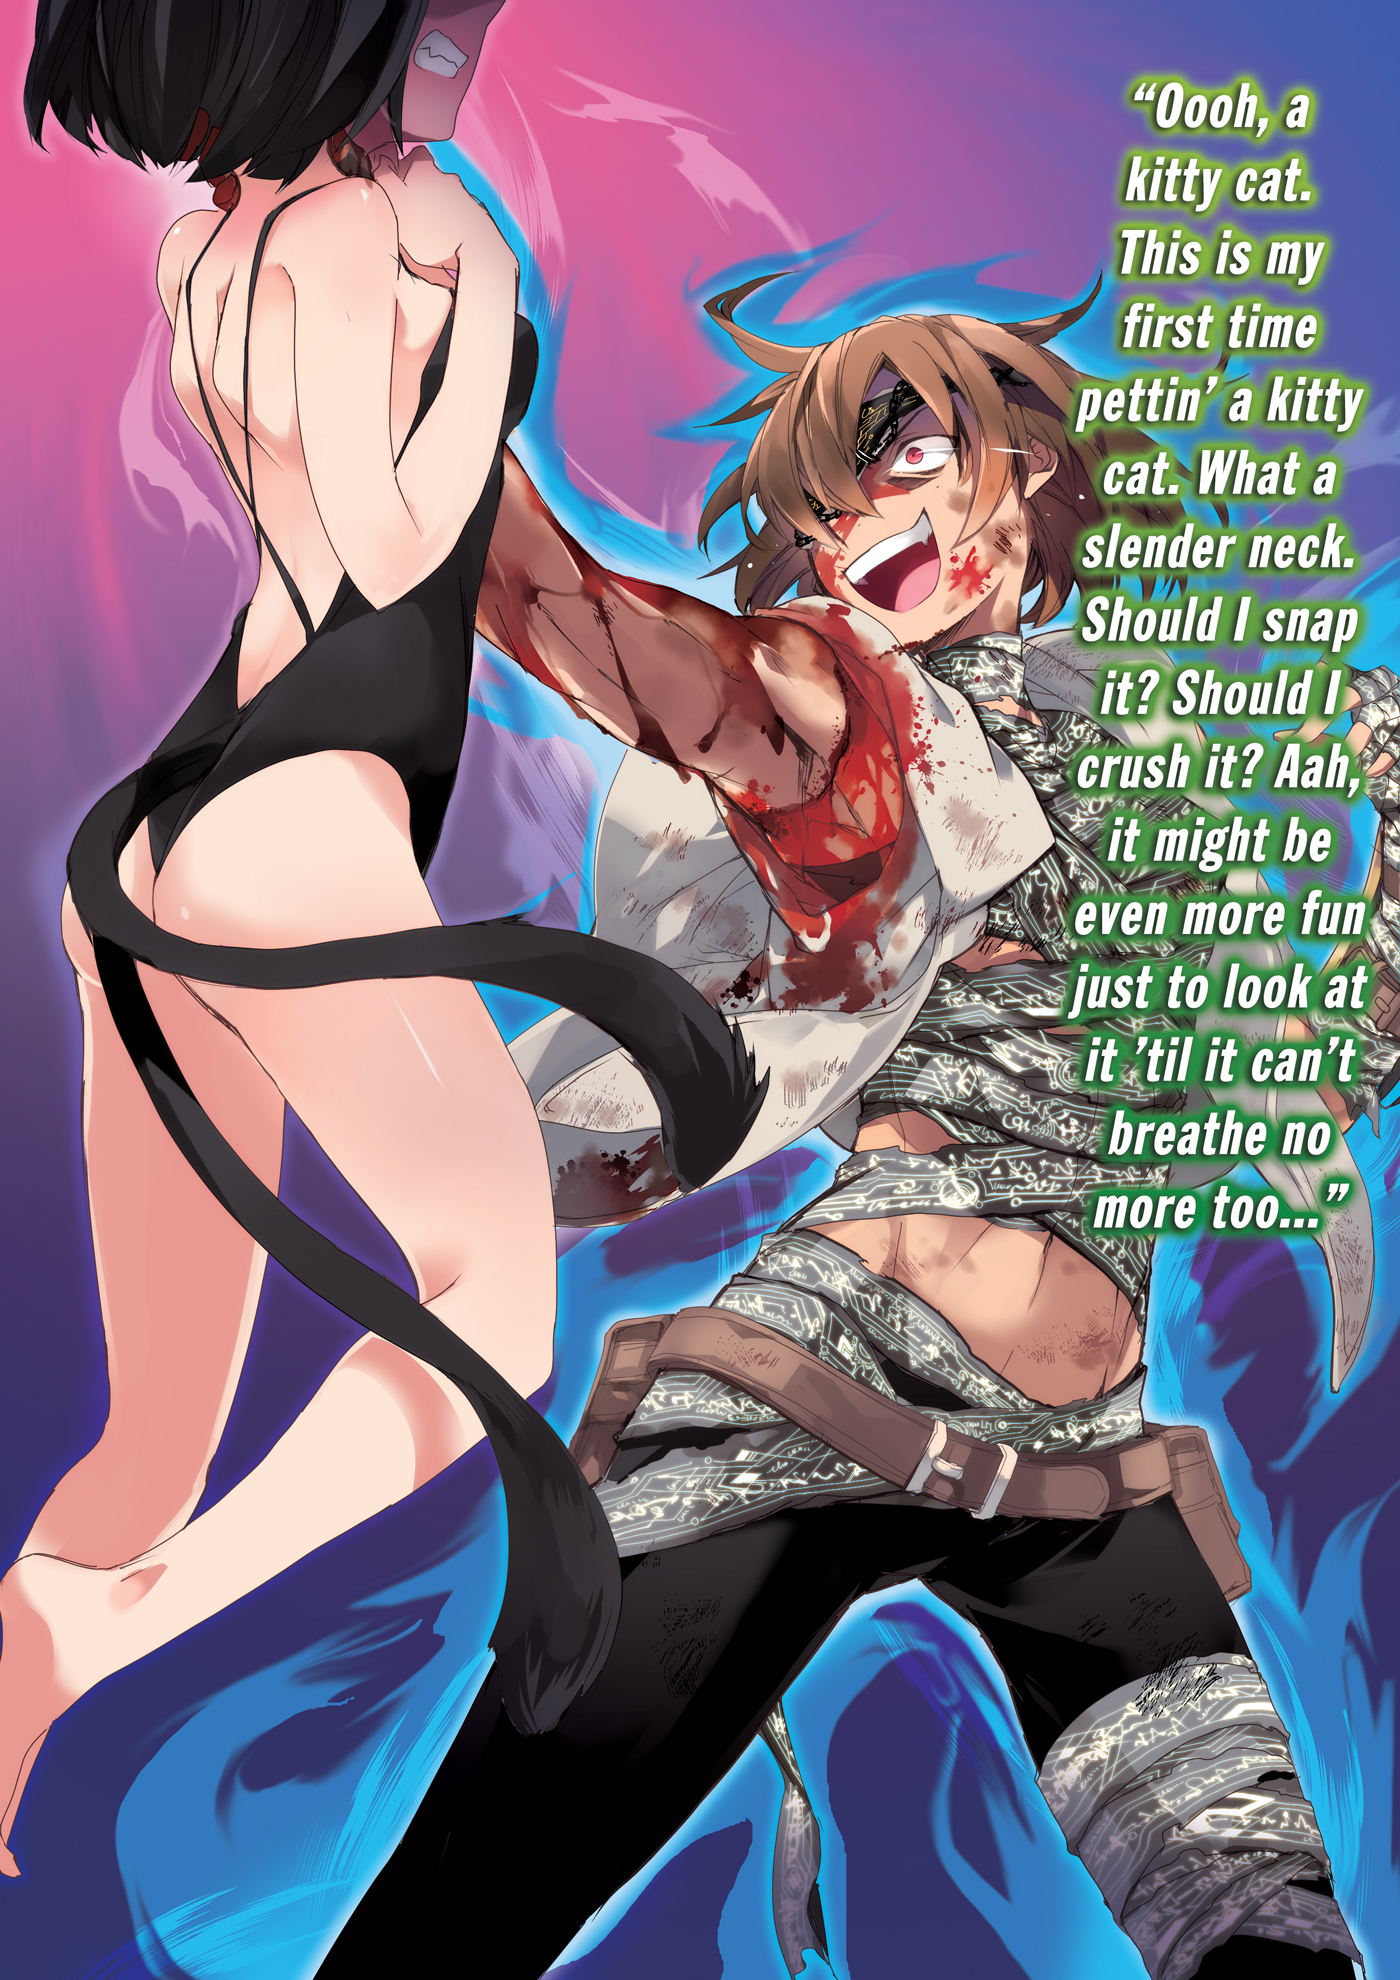 “Oooh, a
kitty cat.
This is my
first time
pettin’ a kitty
cat. What a
slender neck.
Should I snap
it? Should I
crush it? Aah,
it might be
even more fun
just to look at
it ’til it can’t
breathe no
more too...”